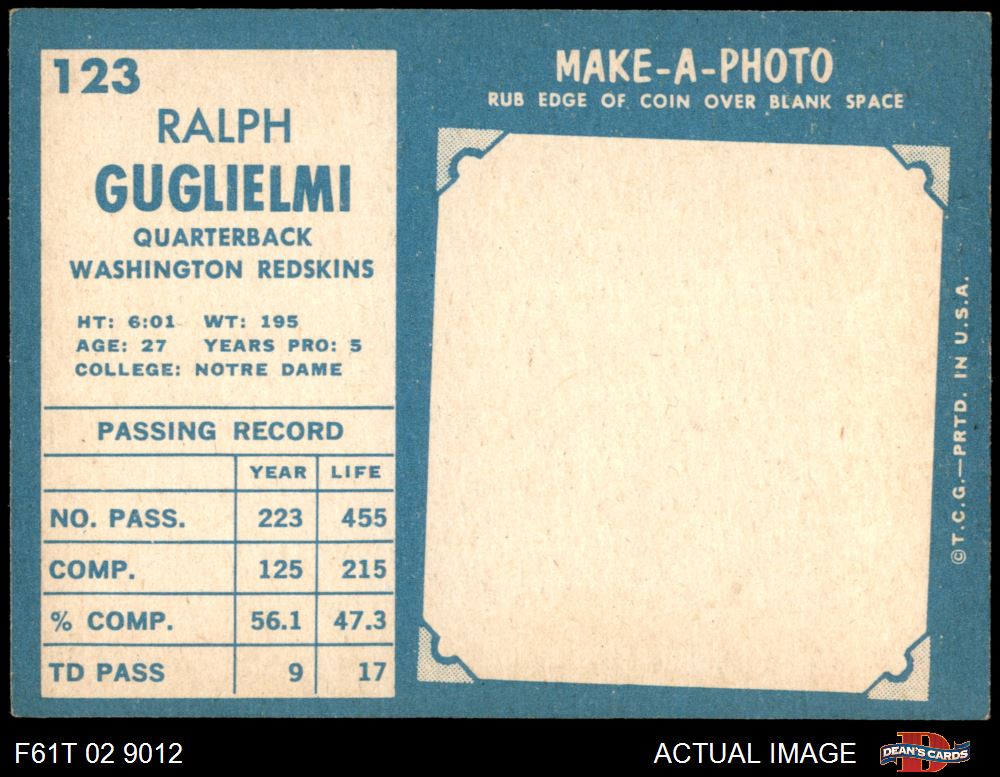 123
RALPH
GUGLIELMI
QUARTERBACK
WASHINGTON REDSKINS
HT: 6:01 WT: 195
AGE: 27 YEARS PRO: 5
COLLEGE: NOTRE DAME
PASSING RECORD
YEAR LIFE
NO. PASS. 223 455
COMP. 125 215
% COMP. 56.1 47.3
TD PASS 9 17
MAKE-A-PHOTO
RUB EDGE OF COIN OVER BLANK SPACE
©T.C.G.—PRTD. IN U.S.A.
F61T 02 9012
ACTUAL IMAGE
D
DEAN'S CARDS